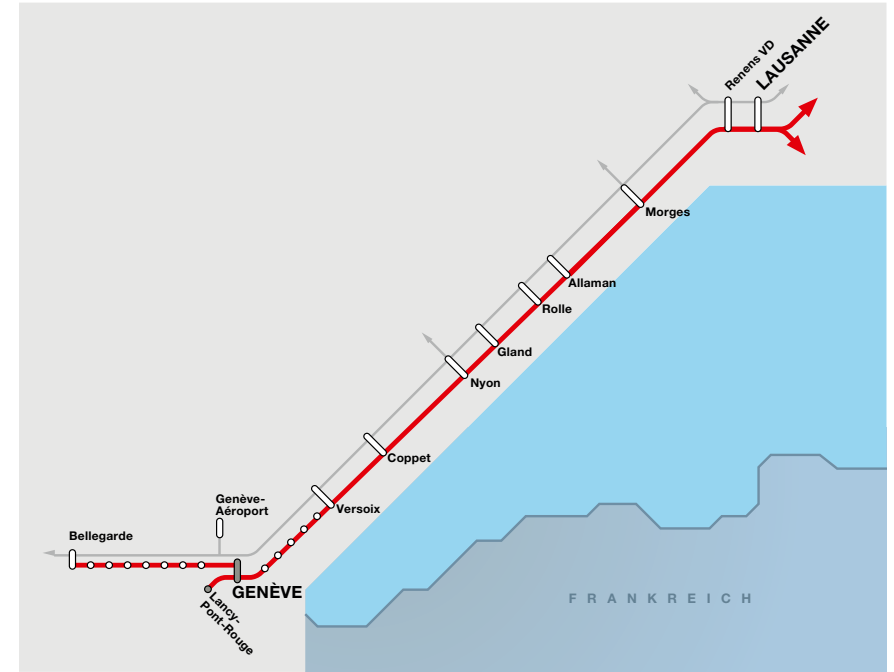 Renens VD
LAUSANNE
Morges
Allaman
Rolle
Gland
Nyon
Coppet
Versoix
Genève-
Aéroport
Bellegarde
GENÈVE
Lancy-
Pont-Rouge
FRANKREICH